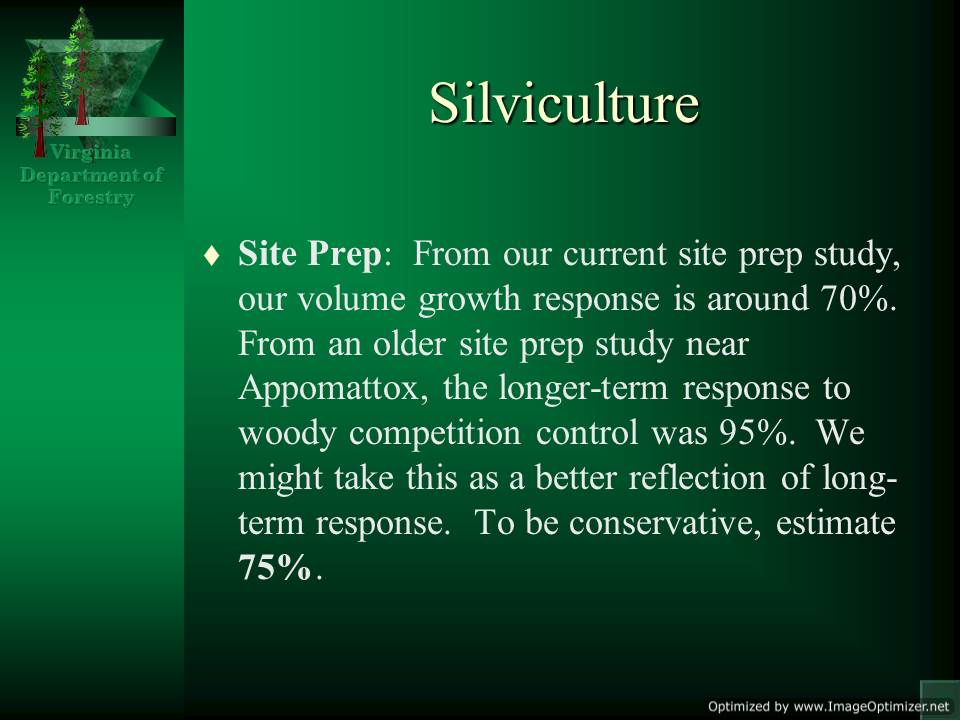 Virginia
Department of
Forestry
Silviculture
Site Prep: From our current site prep study,
our volume growth response is around 70%.
From an older site prep study near
Appomattox, the longer-term response to
woody competition control was 95%. We
might take this as a better reflection of long-
term response. To be conservative, estimate
75%.
Optimized by www.ImageOptimizer.net